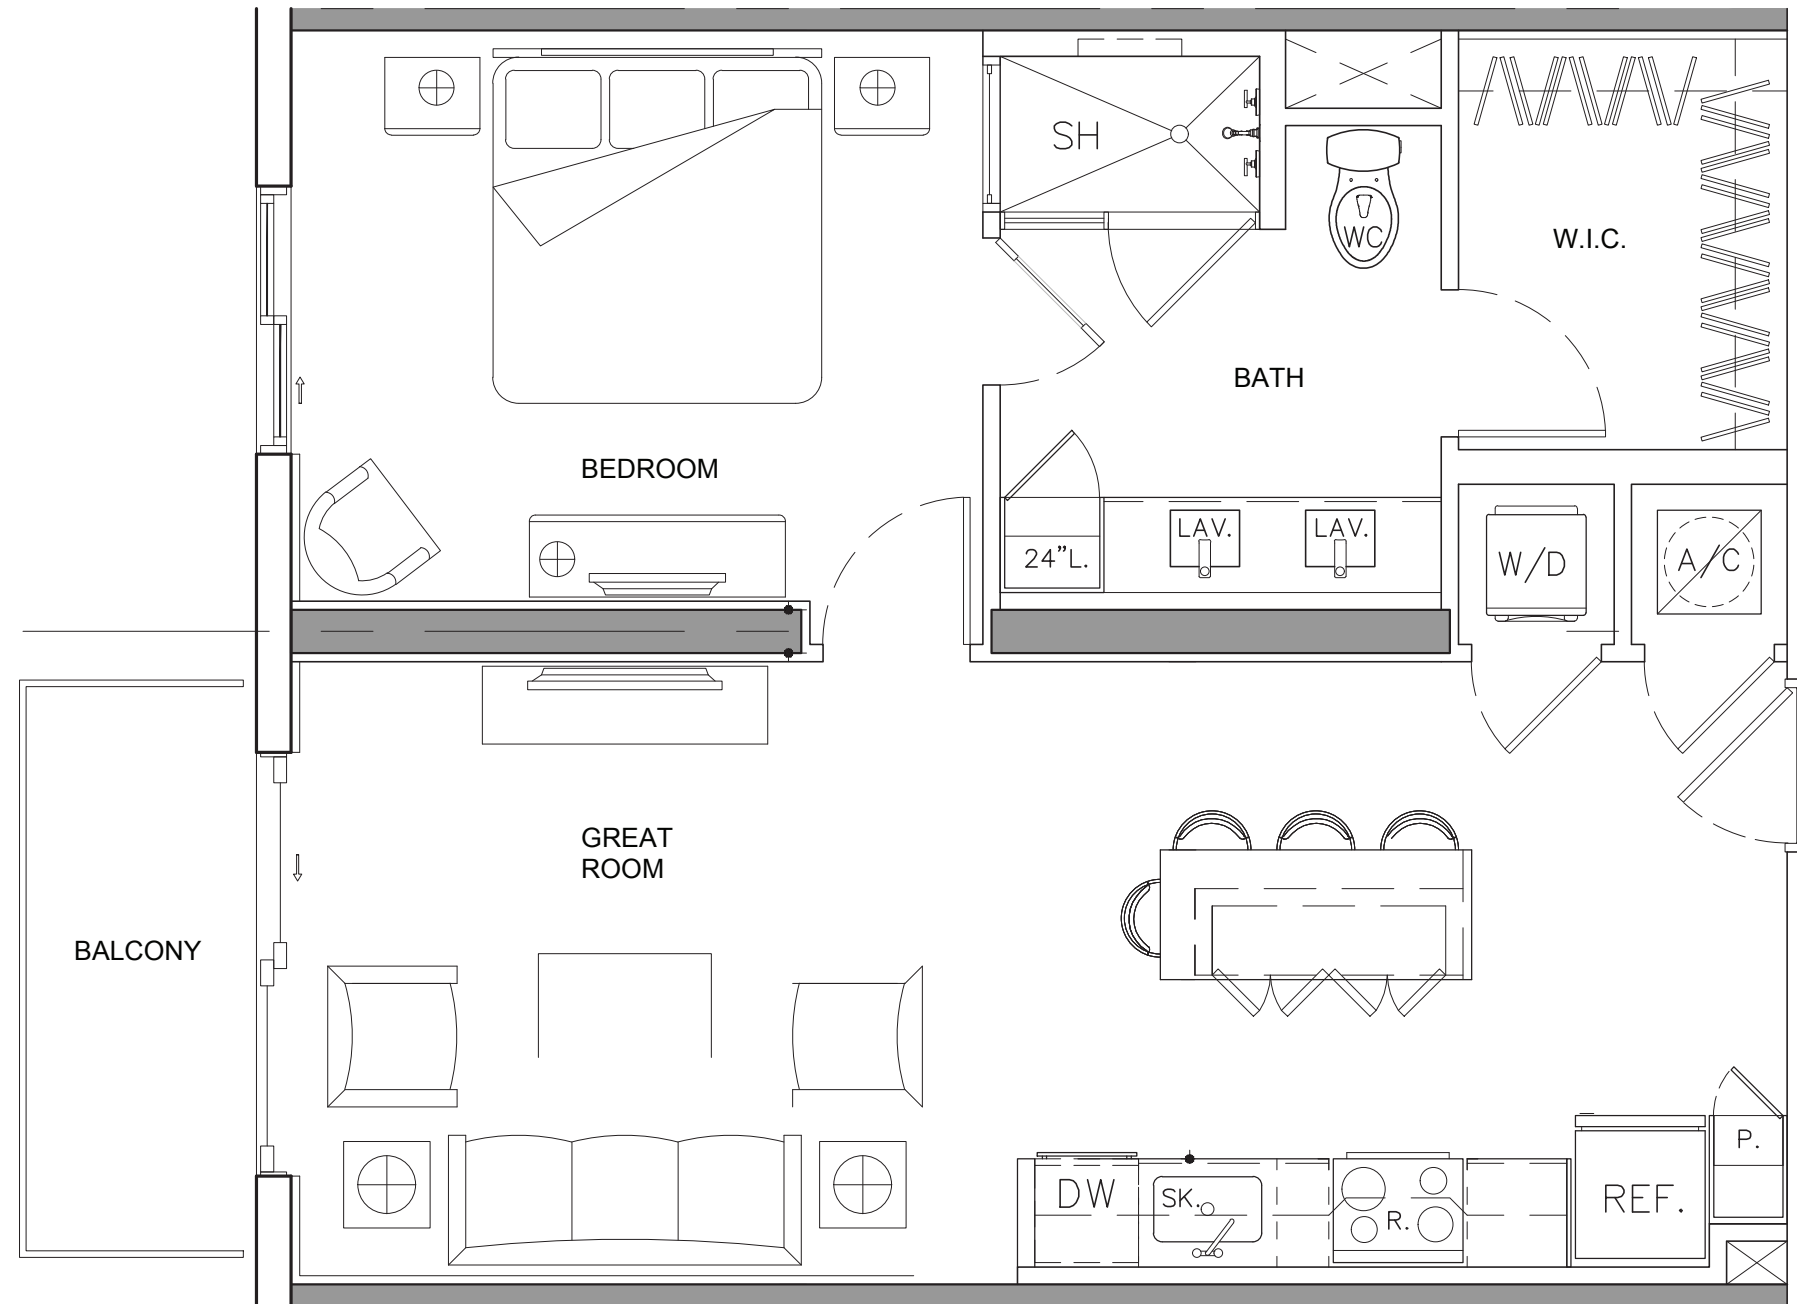 SH
WC
W.I.C.
BATH
BEDROOM
LAV.
LAV.
24"L.
W/D
A/C
GREAT
ROOM
BALCONY
P.
DW
SK.
R.
REF.